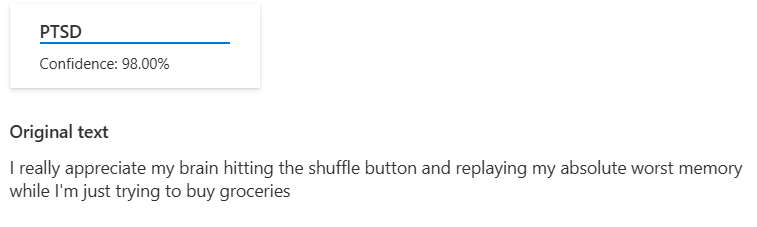 PTSD
Confidence: 98.00%
Original text
I really appreciate my brain hitting the shuffle button and replaying my absolute worst memory
while I'm just trying to buy groceries